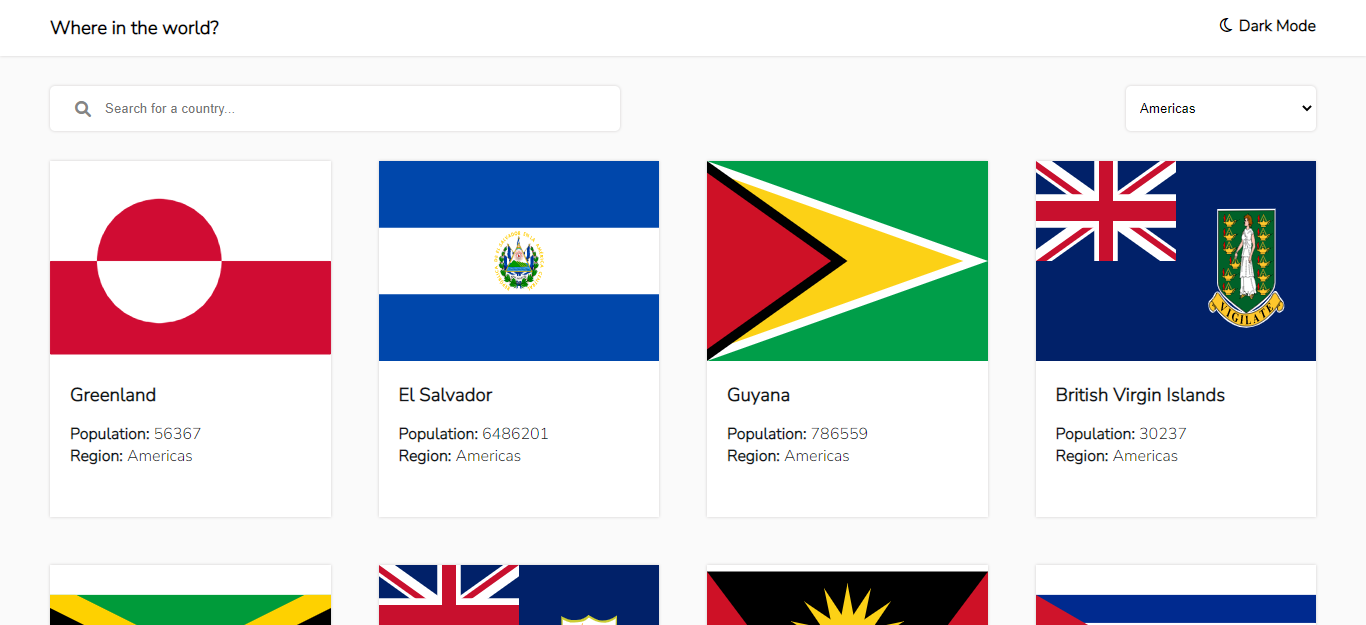 Where in the world?
Dark Mode
Search for a country...
Americas
VIGILATE
Greenland
Population: 56367
Region: Americas
El Salvador
Population: 6486201
Region: Americas
Guyana
Population: 786559
Region: Americas
British Virgin Islands
Population: 30237
Region: Americas